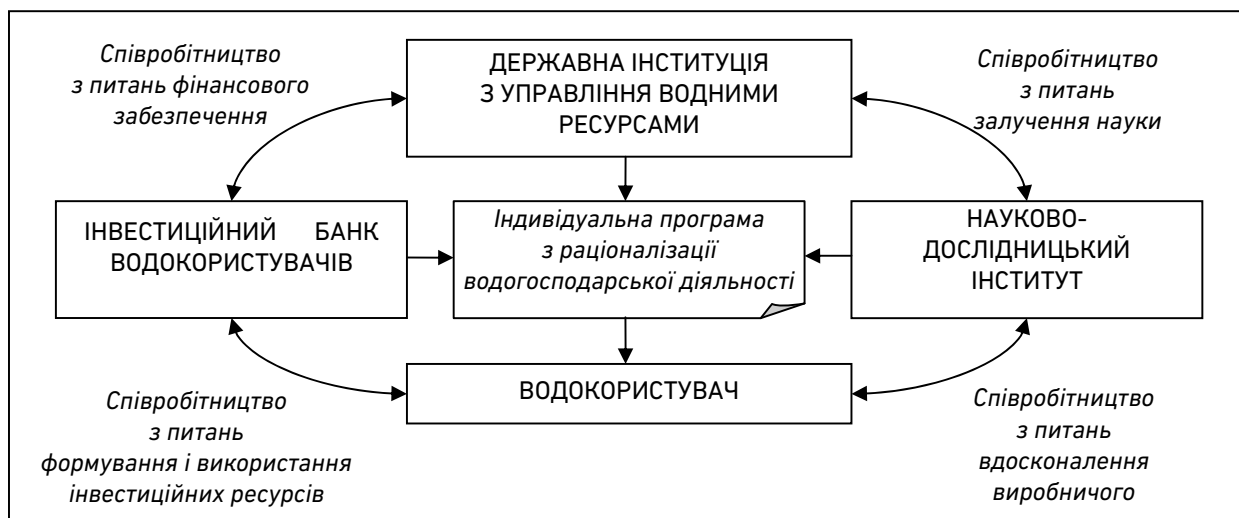 Співробітництво
з питань фінансового
забезпечення
ДЕРЖАВНА ІНСТИТУЦІЯ
З УПРАВЛІННЯ ВОДНИМИ
РЕСУРСАМИ
Співробітництво
з питань
залучення науки
ІНВЕСТИЦІЙНИЙ БАНК
ВОДОКОРИСТУВАЧІВ
Індивідуальна програма
з раціоналізації
водогосподарської діяльності
НАУКОВО-
ДОСЛІДНИЦЬКИЙ
ІНСТИТУТ
ВОДОКОРИСТУВАЧ
Співробітництво
з питань
формування і використання
інвестиційних ресурсів
Співробітництво
з питань
вдосконалення
виробничого